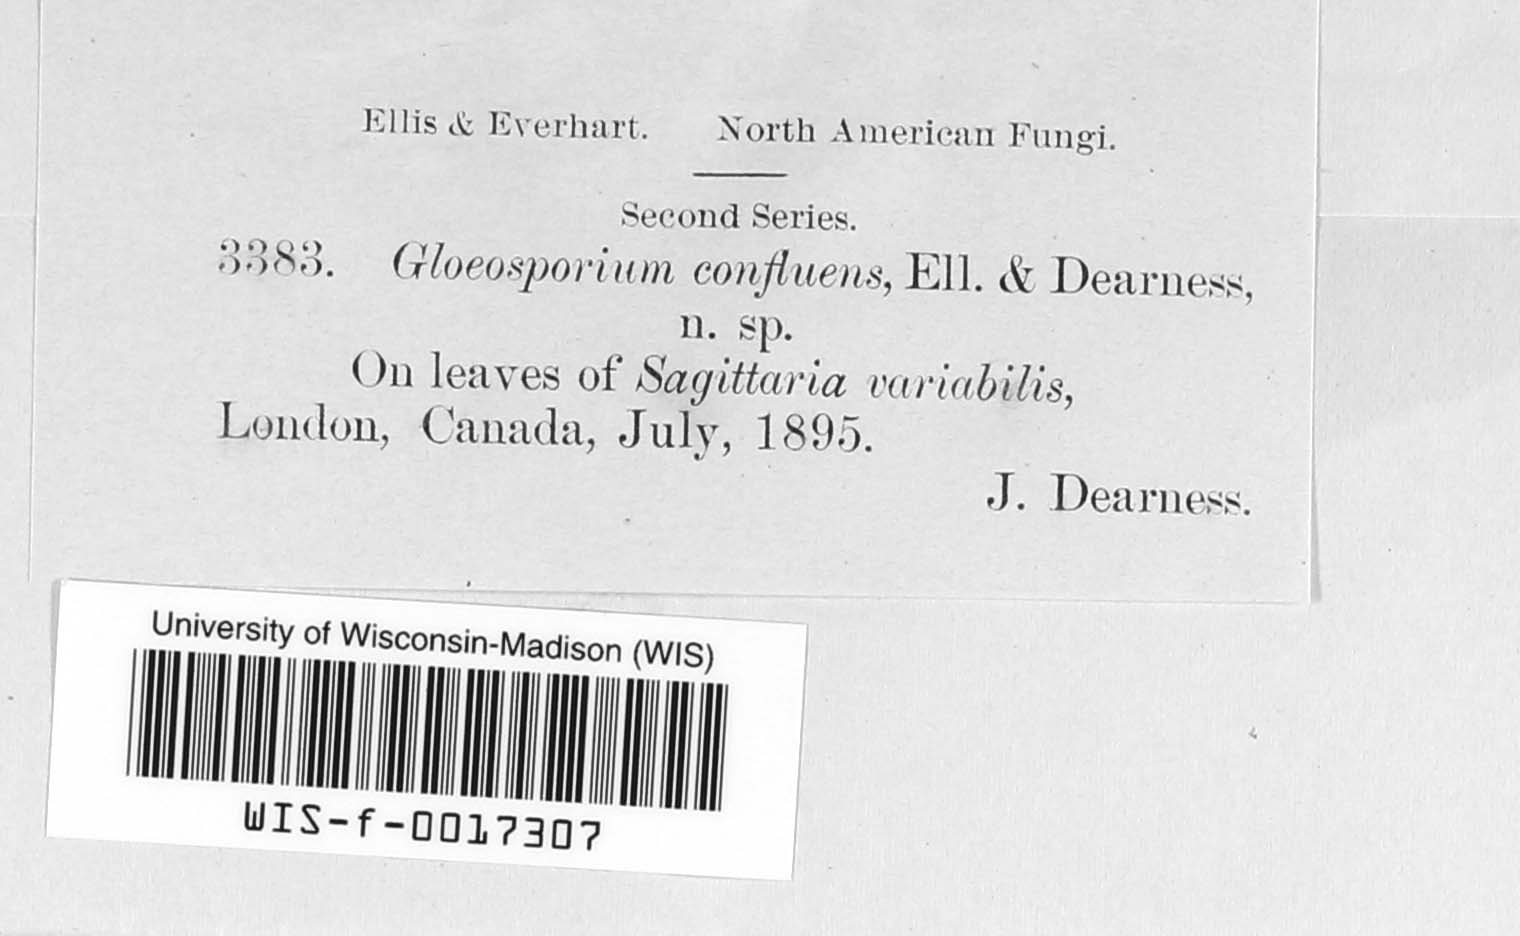 Ellis & Everhart. North American Fungi.
Second Series.
3383. Gloeosporium confluens, Ell. & Dearness,
n. sp.
On leaves of Sagittaria variabilis,
London, Canada, July, 1895.
J. Dearness.
University of Wisconsin-Madison (WIS)
WIS-f-0017307